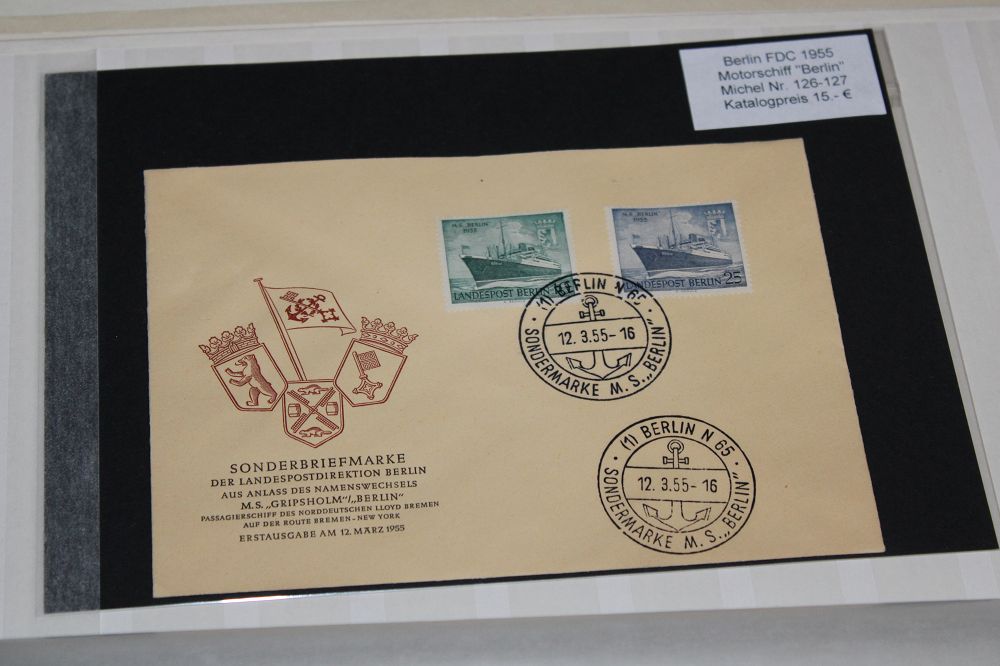 Berlin FDC 1955
Motorschiff "Berlin"
Michel Nr. 126-127
Katalogpreis 15.- €
M.S. „BERLIN"
1955
LANDESPOST BERLIN
M.S. „BERLIN"
1955
LANDESPOST BERLIN 25
(1) BERLIN N 65
12. 3.55-16
SONDERMARKE M.S. „BERLIN"
SONDERBRIEFMARKE
DER LANDESPOSTDIREKTION BERLIN
AUS ANLASS DES NAMENSWECHSELS
M.S. „GRIPSHOLM"/„BERLIN"
PASSAGIERSCHIFF DES NORDDEUTSCHEN LLOYD BREMEN
AUF DER ROUTE BREMEN-NEW YORK
ERSTAUSGABE AM 12. MÄRZ 1955
(1) BERLIN N 65
12. 3.55-16
SONDERMARKE M.S. „BERLIN"